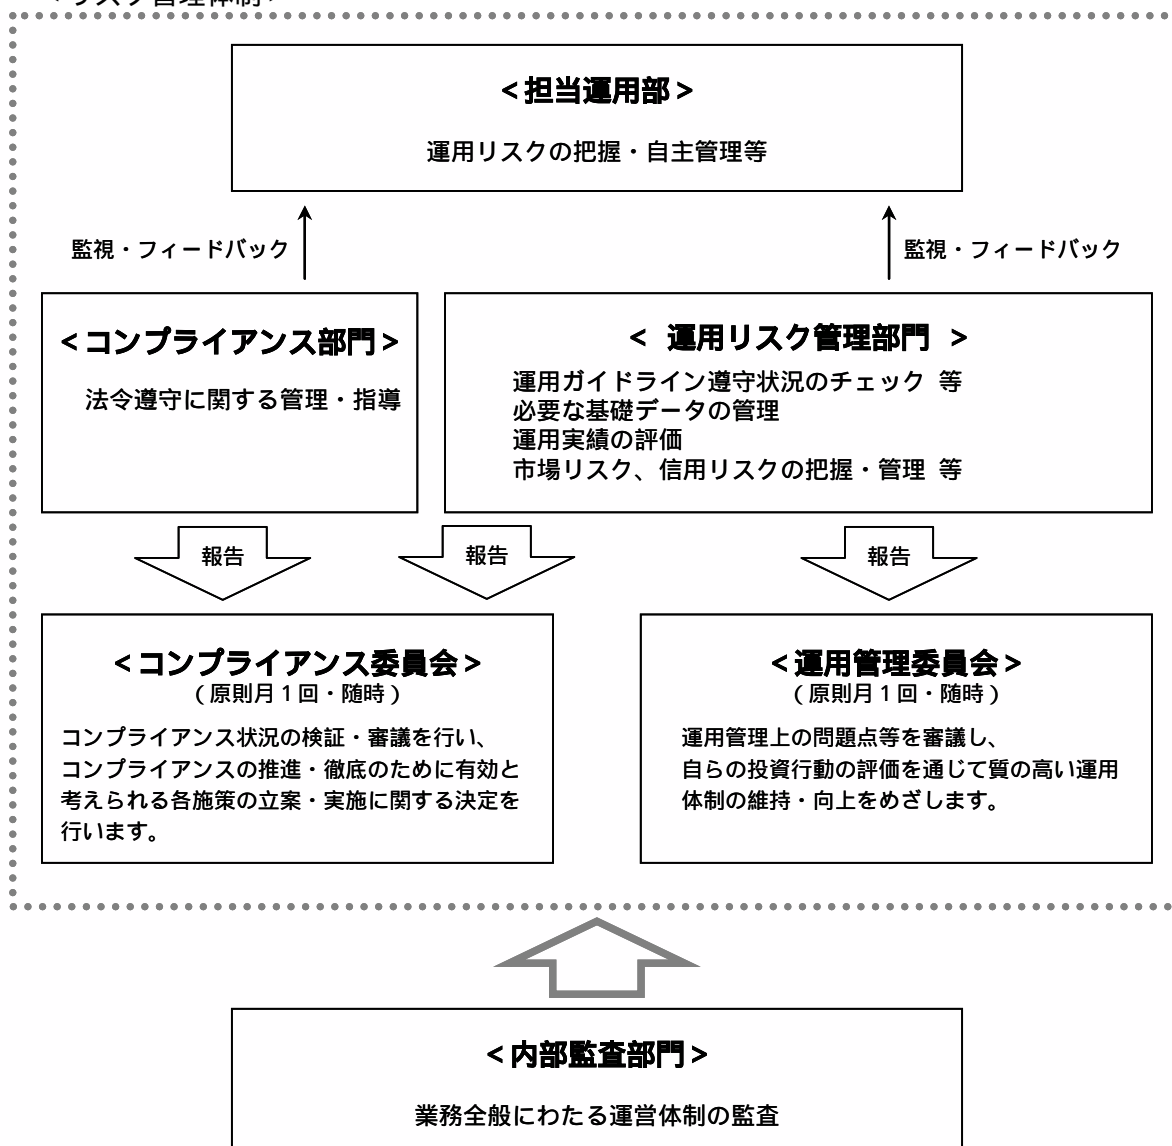 <リスク管理体制>
<担当運用部>
運用リスクの把握・自主管理等
監視・フィードバック
監視・フィードバック
<コンプライアンス部門>
法令遵守に関する管理・指導
< 運用リスク管理部門 >
運用ガイドライン遵守状況のチェック 等
必要な基礎データの管理
運用実績の評価
市場リスク、信用リスクの把握・管理 等
報告
報告
報告
<コンプライアンス委員会>
(原則月1回・随時)
コンプライアンス状況の検証・審議を行い、
コンプライアンスの推進・徹底のために有効と
考えられる各施策の立案・実施に関する決定を
行います。
<運用管理委員会>
(原則月1回・随時)
運用管理上の問題点等を審議し、
自らの投資行動の評価を通じて質の高い運用
体制の維持・向上をめざします。
<内部監査部門>
業務全般にわたる運営体制の監査